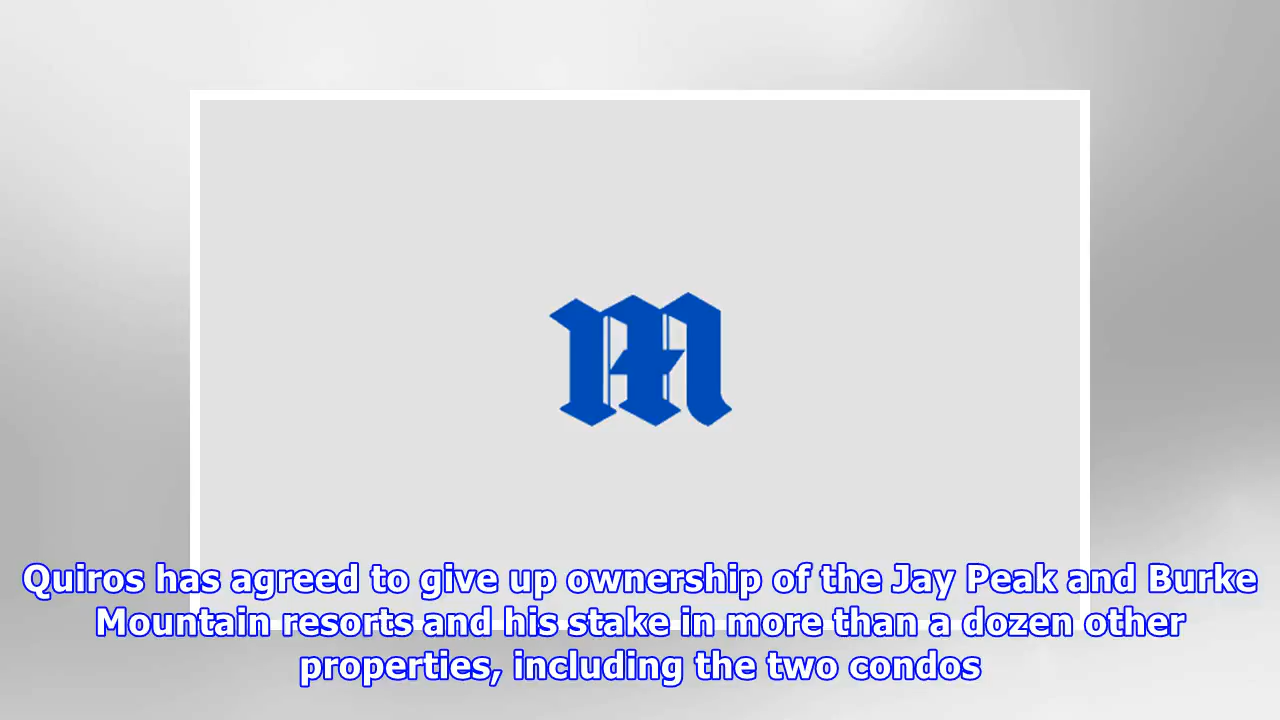 Quiros has agreed to give up ownership of the Jay Peak and Burke
Mountain resorts and his stake in more than a dozen other
properties, including the two condos